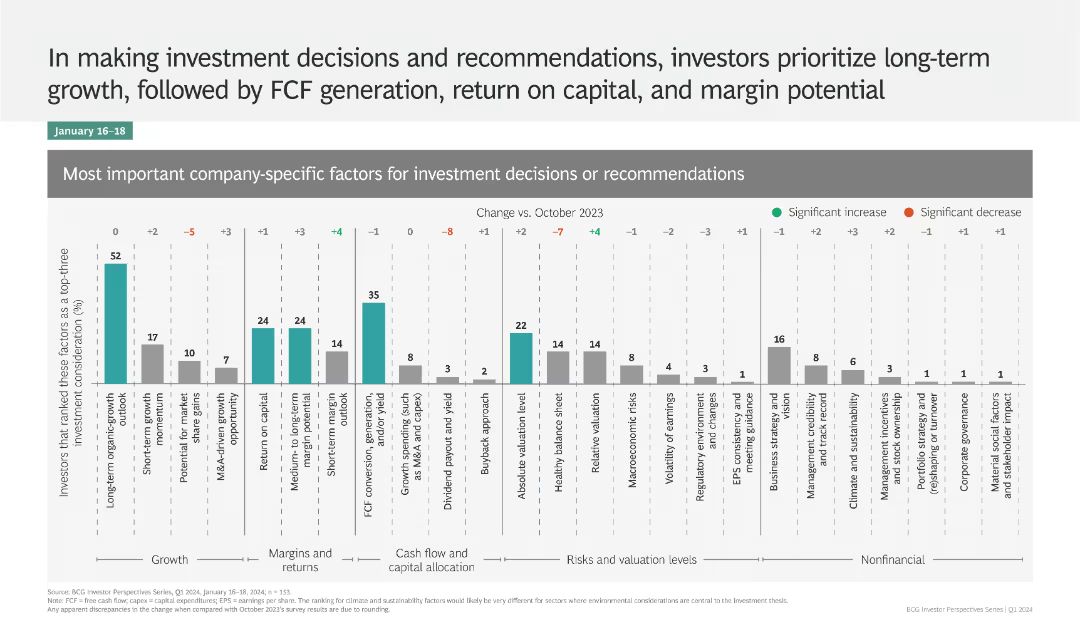 In making investment decisions and recommendations, investors prioritize long-term
growth, followed by FCF generation, return on capital, and margin potential
January 16–18
Most important company-specific factors for investment decisions or recommendations
Change vs. October 2023
Significant increase
Significant decrease
0 +2 –5 +3 +1 +3 +4 –1 0 –8 +1 +2 –7 +4 –1 –2 –3 +1 –1 +2 +3 –1 –1 +1 +1
Investors that ranked these factors as a top-three
investment consideration (%)
52 17 10 7 24 24 14 35 8 3 2 22 14 14 8 4 3 1 16 8 6 3 1 1 1
Long-term organic-growth
outlook
Short-term growth
momentum
Potential for market
share gains
M&A-driven growth
opportunity
Return on capital
Medium- to long-term
margin potential
Short-term margin
outlook
FCF conversion, generation,
and/or yield
Growth spending (such
as M&A and capex)
Dividend payout and yield
Buyback approach
Absolute valuation level
Healthy balance sheet
Relative valuation
Macroeconomic risks
Volatility of earnings
Regulatory environment
and changes
EPS consistency and
meeting guidance
Business strategy and
vision
Management credibility
and track record
Climate and sustainability
Management incentives
and stock ownership
Portfolio strategy and
(re)shaping or turnover
Corporate governance
Material social factors
and stakeholder impact
Growth
Margins and
returns
Cash flow and
capital allocation
Risks and valuation levels
Nonfinancial
Source: BCG Investor Perspectives Series, Q1 2024, January 16–18, 2024; n = 153.
Note: FCF = free cash flow; capex = capital expenditures; EPS = earnings per share. The ranking for climate and sustainability factors would likely be very different for sectors where environmental considerations are central to the investment thesis.
Any apparent discrepancies in the change when compared with October 2023's survey results are due to rounding.
BCG Investor Perspectives Series | Q1 2024